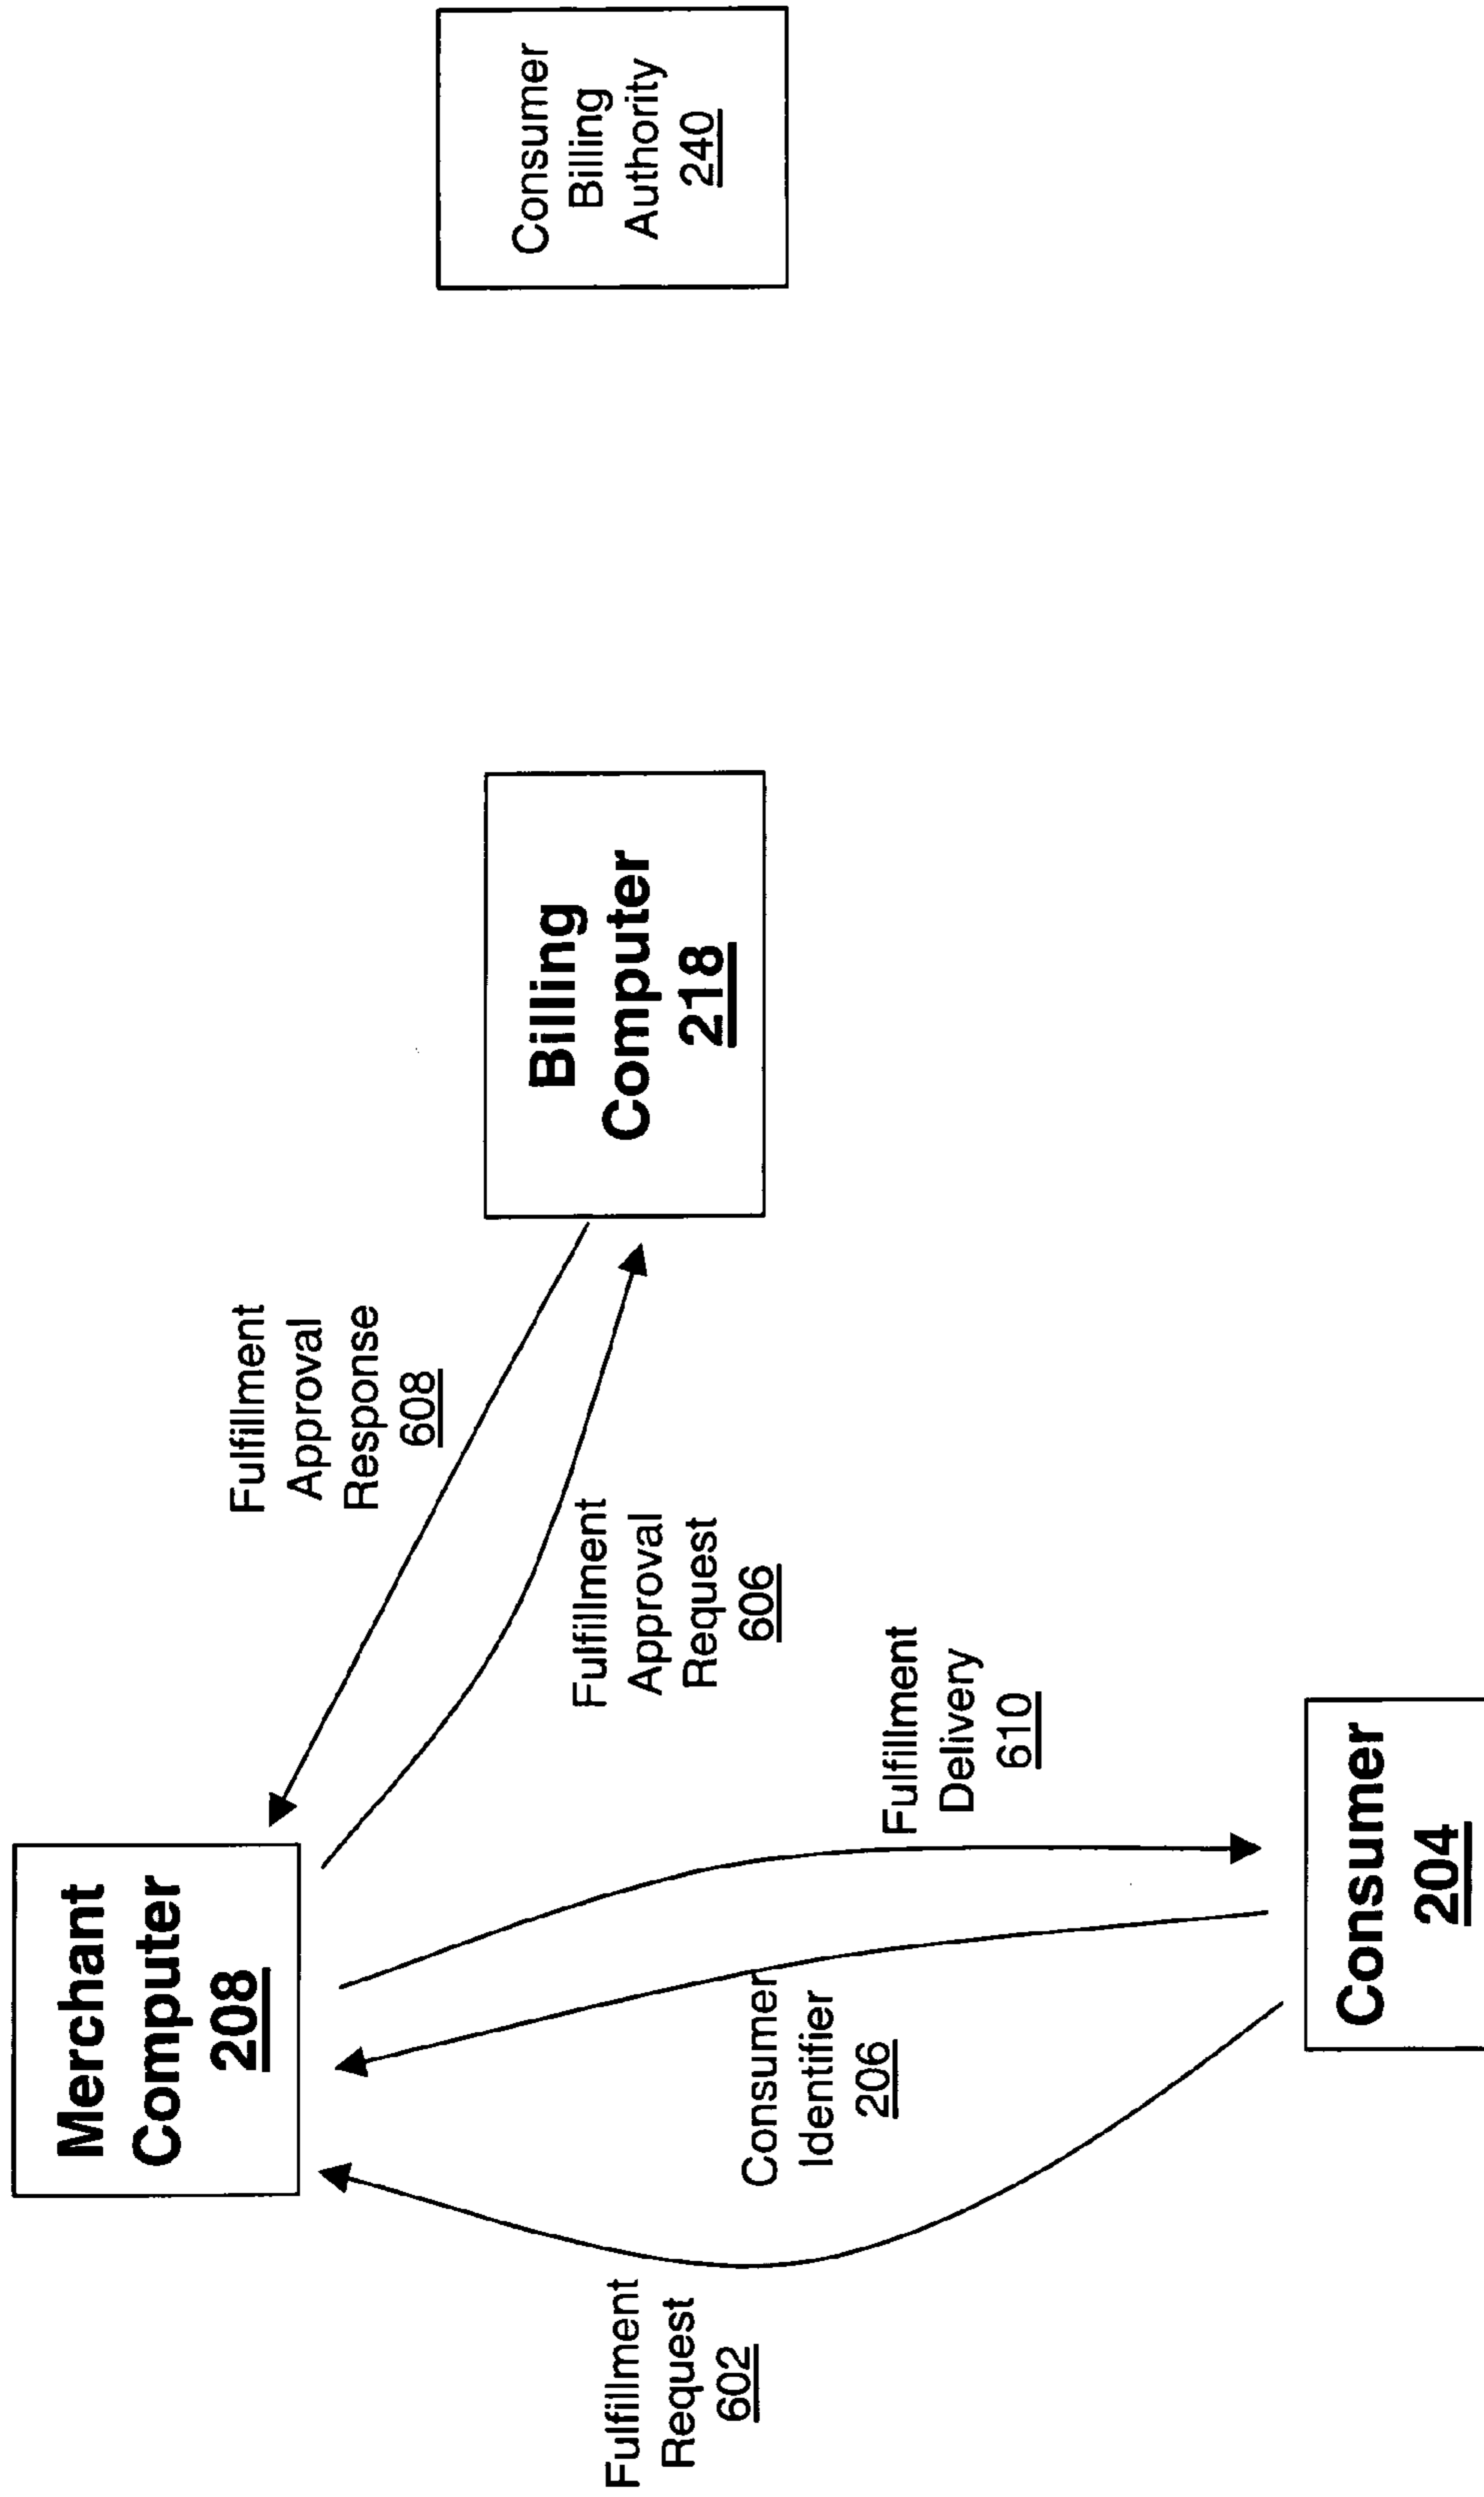 Merchant
Computer
208
Fulfillment
Approval
Response
608
Billing
Computer
218
Consumer
Billing
Authority
240
Fulfillment
Approval
Request
606
Fulfillment
Request
602
Consumer
Identifier
206
Fulfillment
Delivery
610
Consumer
204